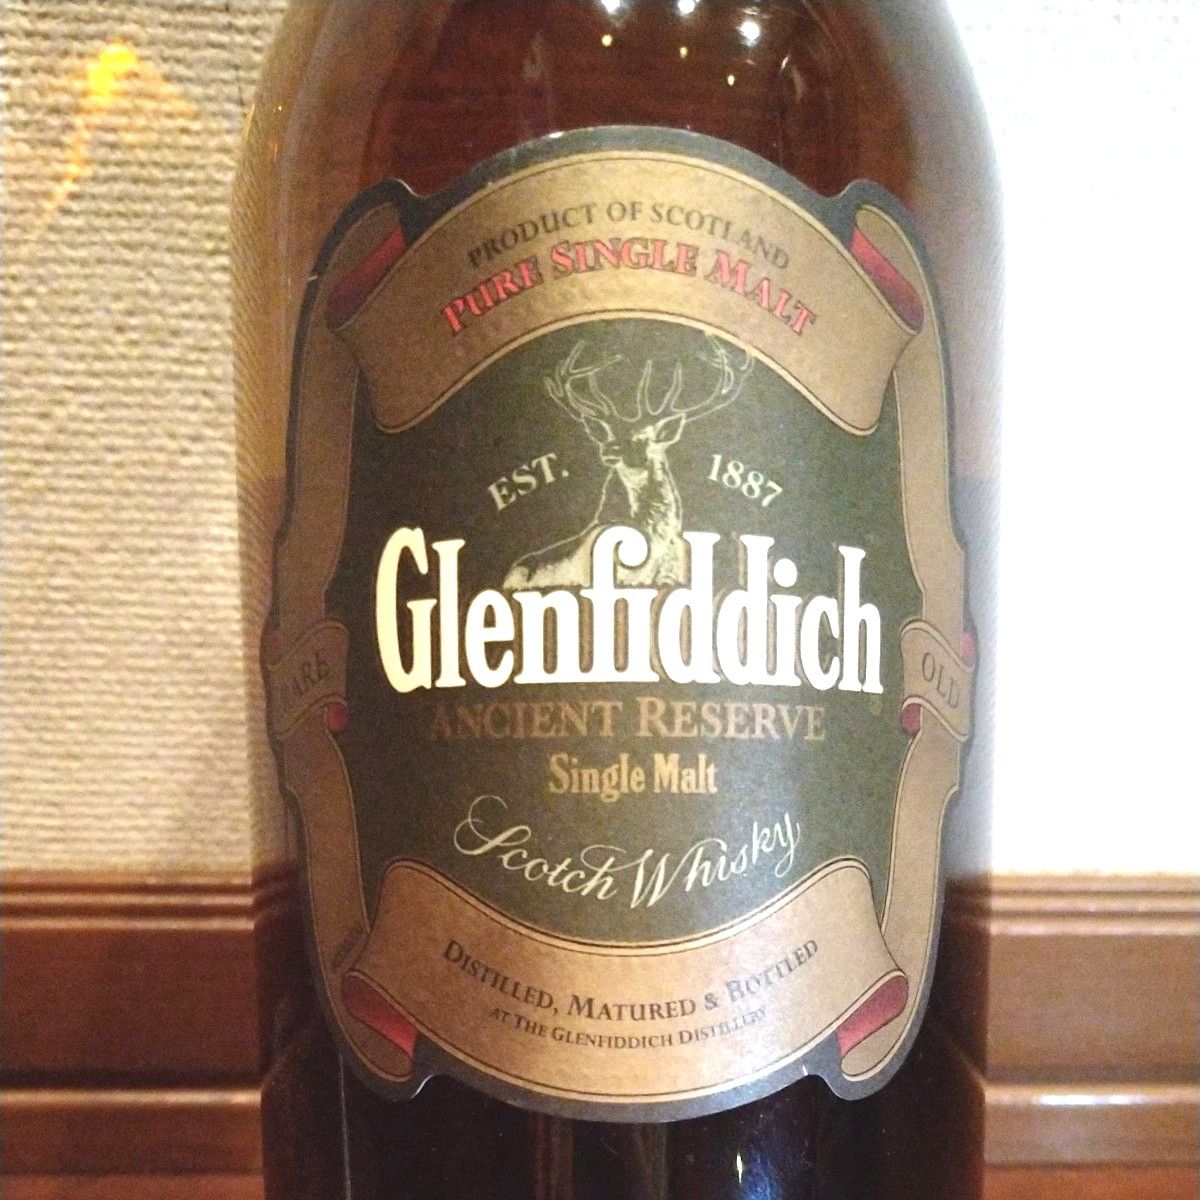 PRODUCT OF SCOTLAND
PURE SINGLE MALT
EST. 1887
Glenfiddich
RARE OLD
ANCIENT RESERVE
Single Malt
Scotch Whisky
DISTILLED, MATURED & BOTTLED
AT THE GLENFIDDICH DISTILLERY